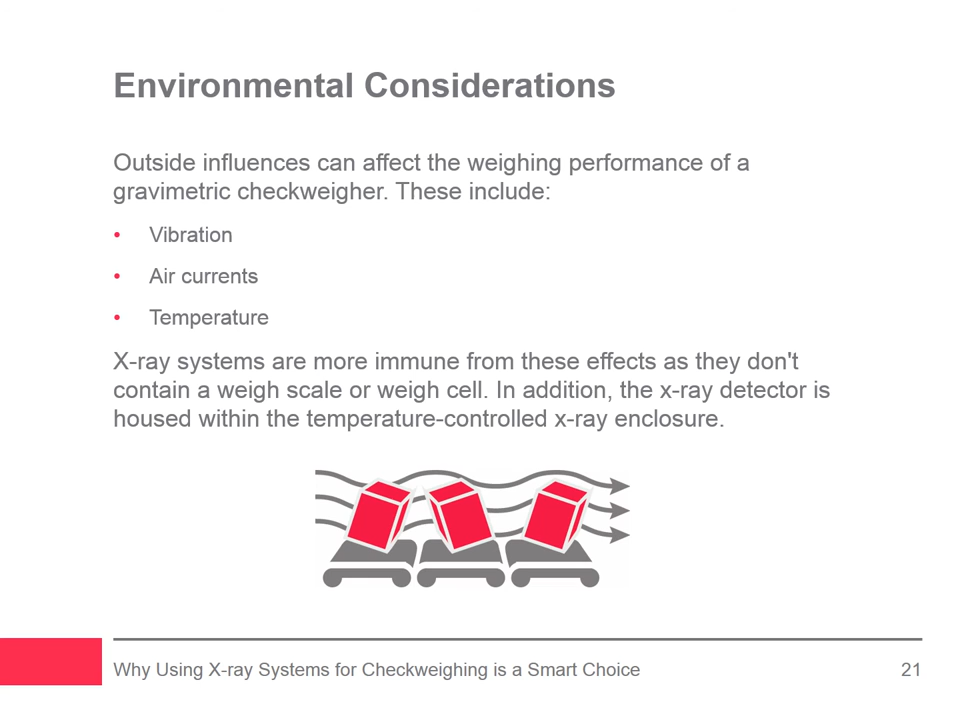 Environmental Considerations
Outside influences can affect the weighing performance of a
gravimetric checkweigher. These include:
• Vibration
• Air currents
• Temperature
X-ray systems are more immune from these effects as they don't
contain a weigh scale or weigh cell. In addition, the x-ray detector is
housed within the temperature-controlled x-ray enclosure.
Why Using X-ray Systems for Checkweighing is a Smart Choice
21